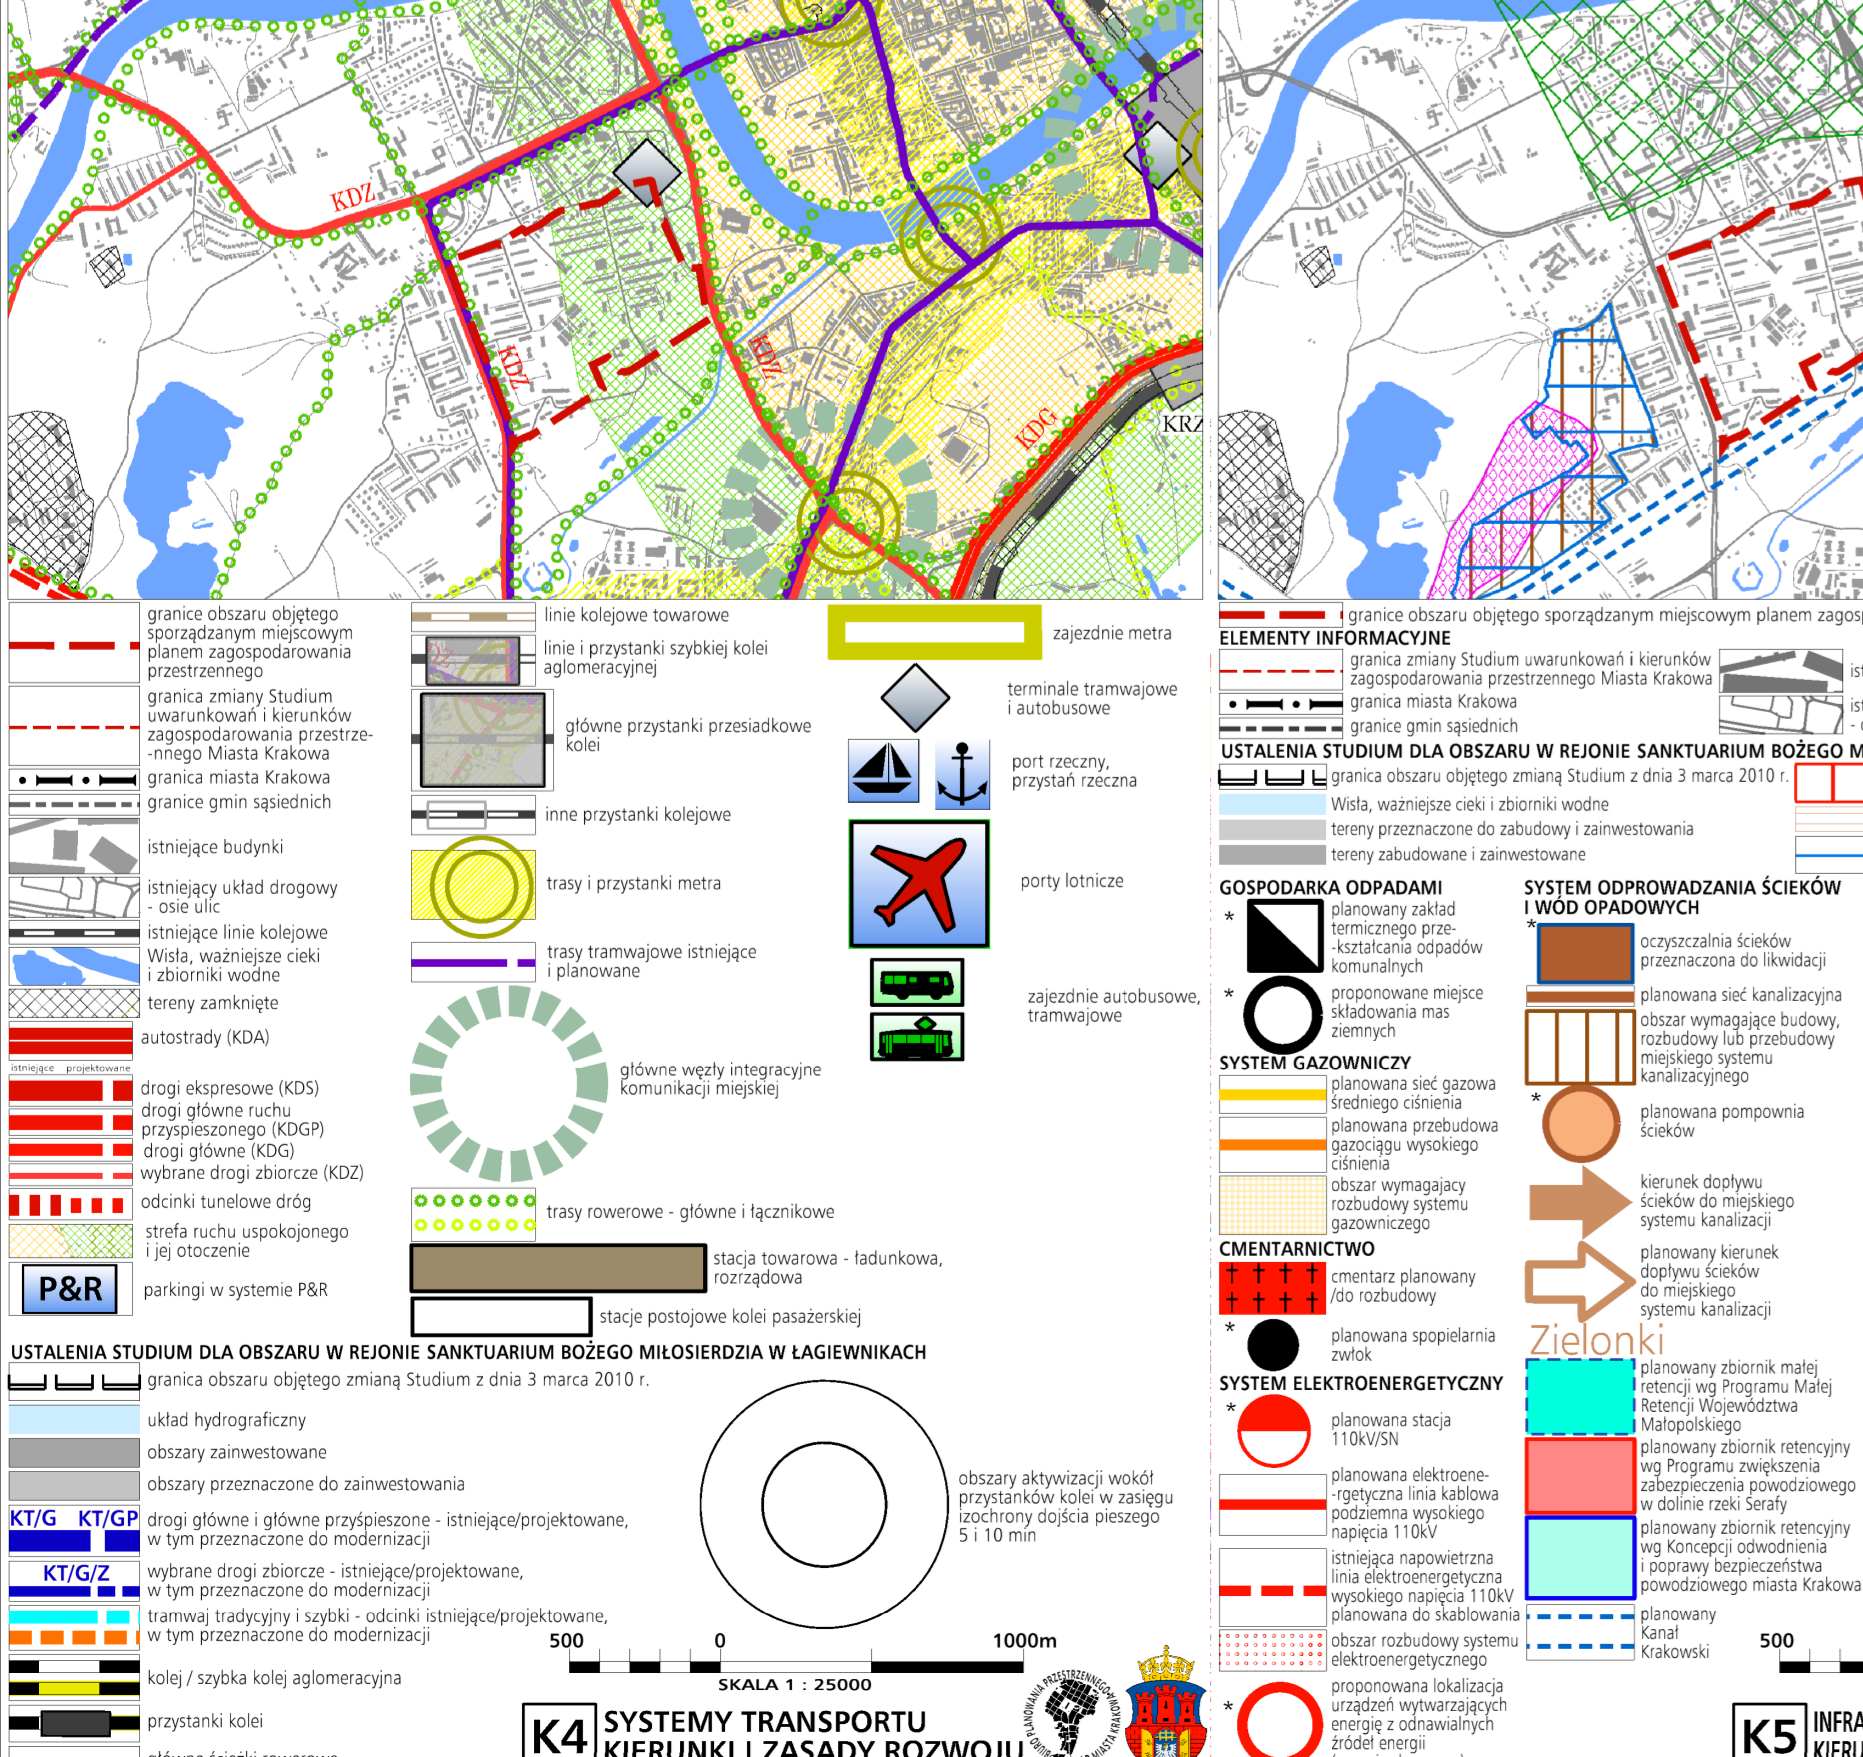 KDZ
KDZ
KDZ
KDG
KRZ
granice obszaru objętego
sporządzanym miejscowym
planem zagospodarowania
przestrzennego
granica zmiany Studium
uwarunkowań i kierunków
zagospodarowania przestrze-
-nnego Miasta Krakowa
granica miasta Krakowa
granice gmin sąsiednich
istniejące budynki
istniejący układ drogowy
- osie ulic
istniejące linie kolejowe
Wisła, ważniejsze cieki
i zbiorniki wodne
tereny zamknięte
autostrady (KDA)
istniejące projektowane
drogi ekspresowe (KDS)
drogi główne ruchu
przyspieszonego (KDGP)
drogi główne (KDG)
wybrane drogi zbiorcze (KDZ)
odcinki tunelowe dróg
strefa ruchu uspokojonego
i jej otoczenie
P&R
parkingi w systemie P&R
linie kolejowe towarowe
linie i przystanki szybkiej kolei
aglomeracyjnej
główne przystanki przesiadkowe
kolei
inne przystanki kolejowe
trasy i przystanki metra
trasy tramwajowe istniejące
i planowane
główne węzły integracyjne
komunikacji miejskiej
trasy rowerowe - główne i łącznikowe
stacja towarowa - ładunkowa,
rozrządowa
stacje postojowe kolei pasażerskiej
zajezdnie metra
terminale tramwajowe
i autobusowe
port rzeczny,
przystań rzeczna
porty lotnicze
zajezdnie autobusowe,
tramwajowe
USTALENIA STUDIUM DLA OBSZARU W REJONIE SANKTUARIUM BOŻEGO MIŁOSIERDZIA W ŁAGIEWNIKACH
granica obszaru objętego zmianą Studium z dnia 3 marca 2010 r.
układ hydrograficzny
obszary zainwestowane
obszary przeznaczone do zainwestowania
KT/G KT/GP
drogi główne i główne przyśpieszone - istniejące/projektowane,
w tym przeznaczone do modernizacji
KT/G/Z
wybrane drogi zbiorcze - istniejące/projektowane,
w tym przeznaczone do modernizacji
tramwaj tradycyjny i szybki - odcinki istniejące/projektowane,
w tym przeznaczone do modernizacji
kolej / szybka kolej aglomeracyjna
przystanki kolei
obszary aktywizacji wokół
przystanków kolei w zasięgu
izochrony dojścia pieszego
5 i 10 min
500 0 1000m
SKALA 1 : 25000
K4
SYSTEMY TRANSPORTU
KIERUNKI I ZASADY ROZWOJU
granice obszaru objętego sporządzanym miejscowym planem zagos
ELEMENTY INFORMACYJNE
granica zmiany Studium uwarunkowań i kierunków
zagospodarowania przestrzennego Miasta Krakowa
granica miasta Krakowa
granice gmin sąsiednich
USTALENIA STUDIUM DLA OBSZARU W REJONIE SANKTUARIUM BOŻEGO M
granica obszaru objętego zmianą Studium z dnia 3 marca 2010 r.
Wisła, ważniejsze cieki i zbiorniki wodne
tereny przeznaczone do zabudowy i zainwestowania
tereny zabudowane i zainwestowane
GOSPODARKA ODPADAMI
*
planowany zakład
termicznego prze-
-kształcania odpadów
komunalnych
*
proponowane miejsce
składowania mas
ziemnych
SYSTEM GAZOWNICZY
planowana sieć gazowa
średniego ciśnienia
planowana przebudowa
gazociągu wysokiego
ciśnienia
obszar wymagajacy
rozbudowy systemu
gazowniczego
CMENTARNICTWO
cmentarz planowany
/do rozbudowy
*
planowana spopielarnia
zwłok
SYSTEM ELEKTROENERGETYCZNY
*
planowana stacja
110kV/SN
planowana elektroene-
-rgetyczna linia kablowa
podziemna wysokiego
napięcia 110kV
istniejąca napowietrzna
linia elektroenergetyczna
wysokiego napięcia 110kV
planowana do skablowania
obszar rozbudowy systemu
elektroenergetycznego
*
proponowana lokalizacja
urządzeń wytwarzających
energię z odnawialnych
źródeł energii
SYSTEM ODPROWADZANIA ŚCIEKÓW
I WÓD OPADOWYCH
*
oczyszczalnia ścieków
przeznaczona do likwidacji
planowana sieć kanalizacyjna
obszar wymagające budowy,
rozbudowy lub przebudowy
miejskiego systemu
kanalizacyjnego
*
planowana pompownia
ścieków
kierunek dopływu
ścieków do miejskiego
systemu kanalizacji
planowany kierunek
dopływu ścieków
do miejskiego
systemu kanalizacji
Zielonki
planowany zbiornik małej
retencji wg Programu Małej
Retencji Województwa
Małopolskiego
planowany zbiornik retencyjny
wg Programu zwiększenia
zabezpieczenia powodziowego
w dolinie rzeki Serafy
planowany zbiornik retencyjny
wg Koncepcji odwodnienia
i poprawy bezpieczeństwa
powodziowego miasta Krakowa
planowany
Kanał
Krakowski
500
K5
INFRA
KIERU